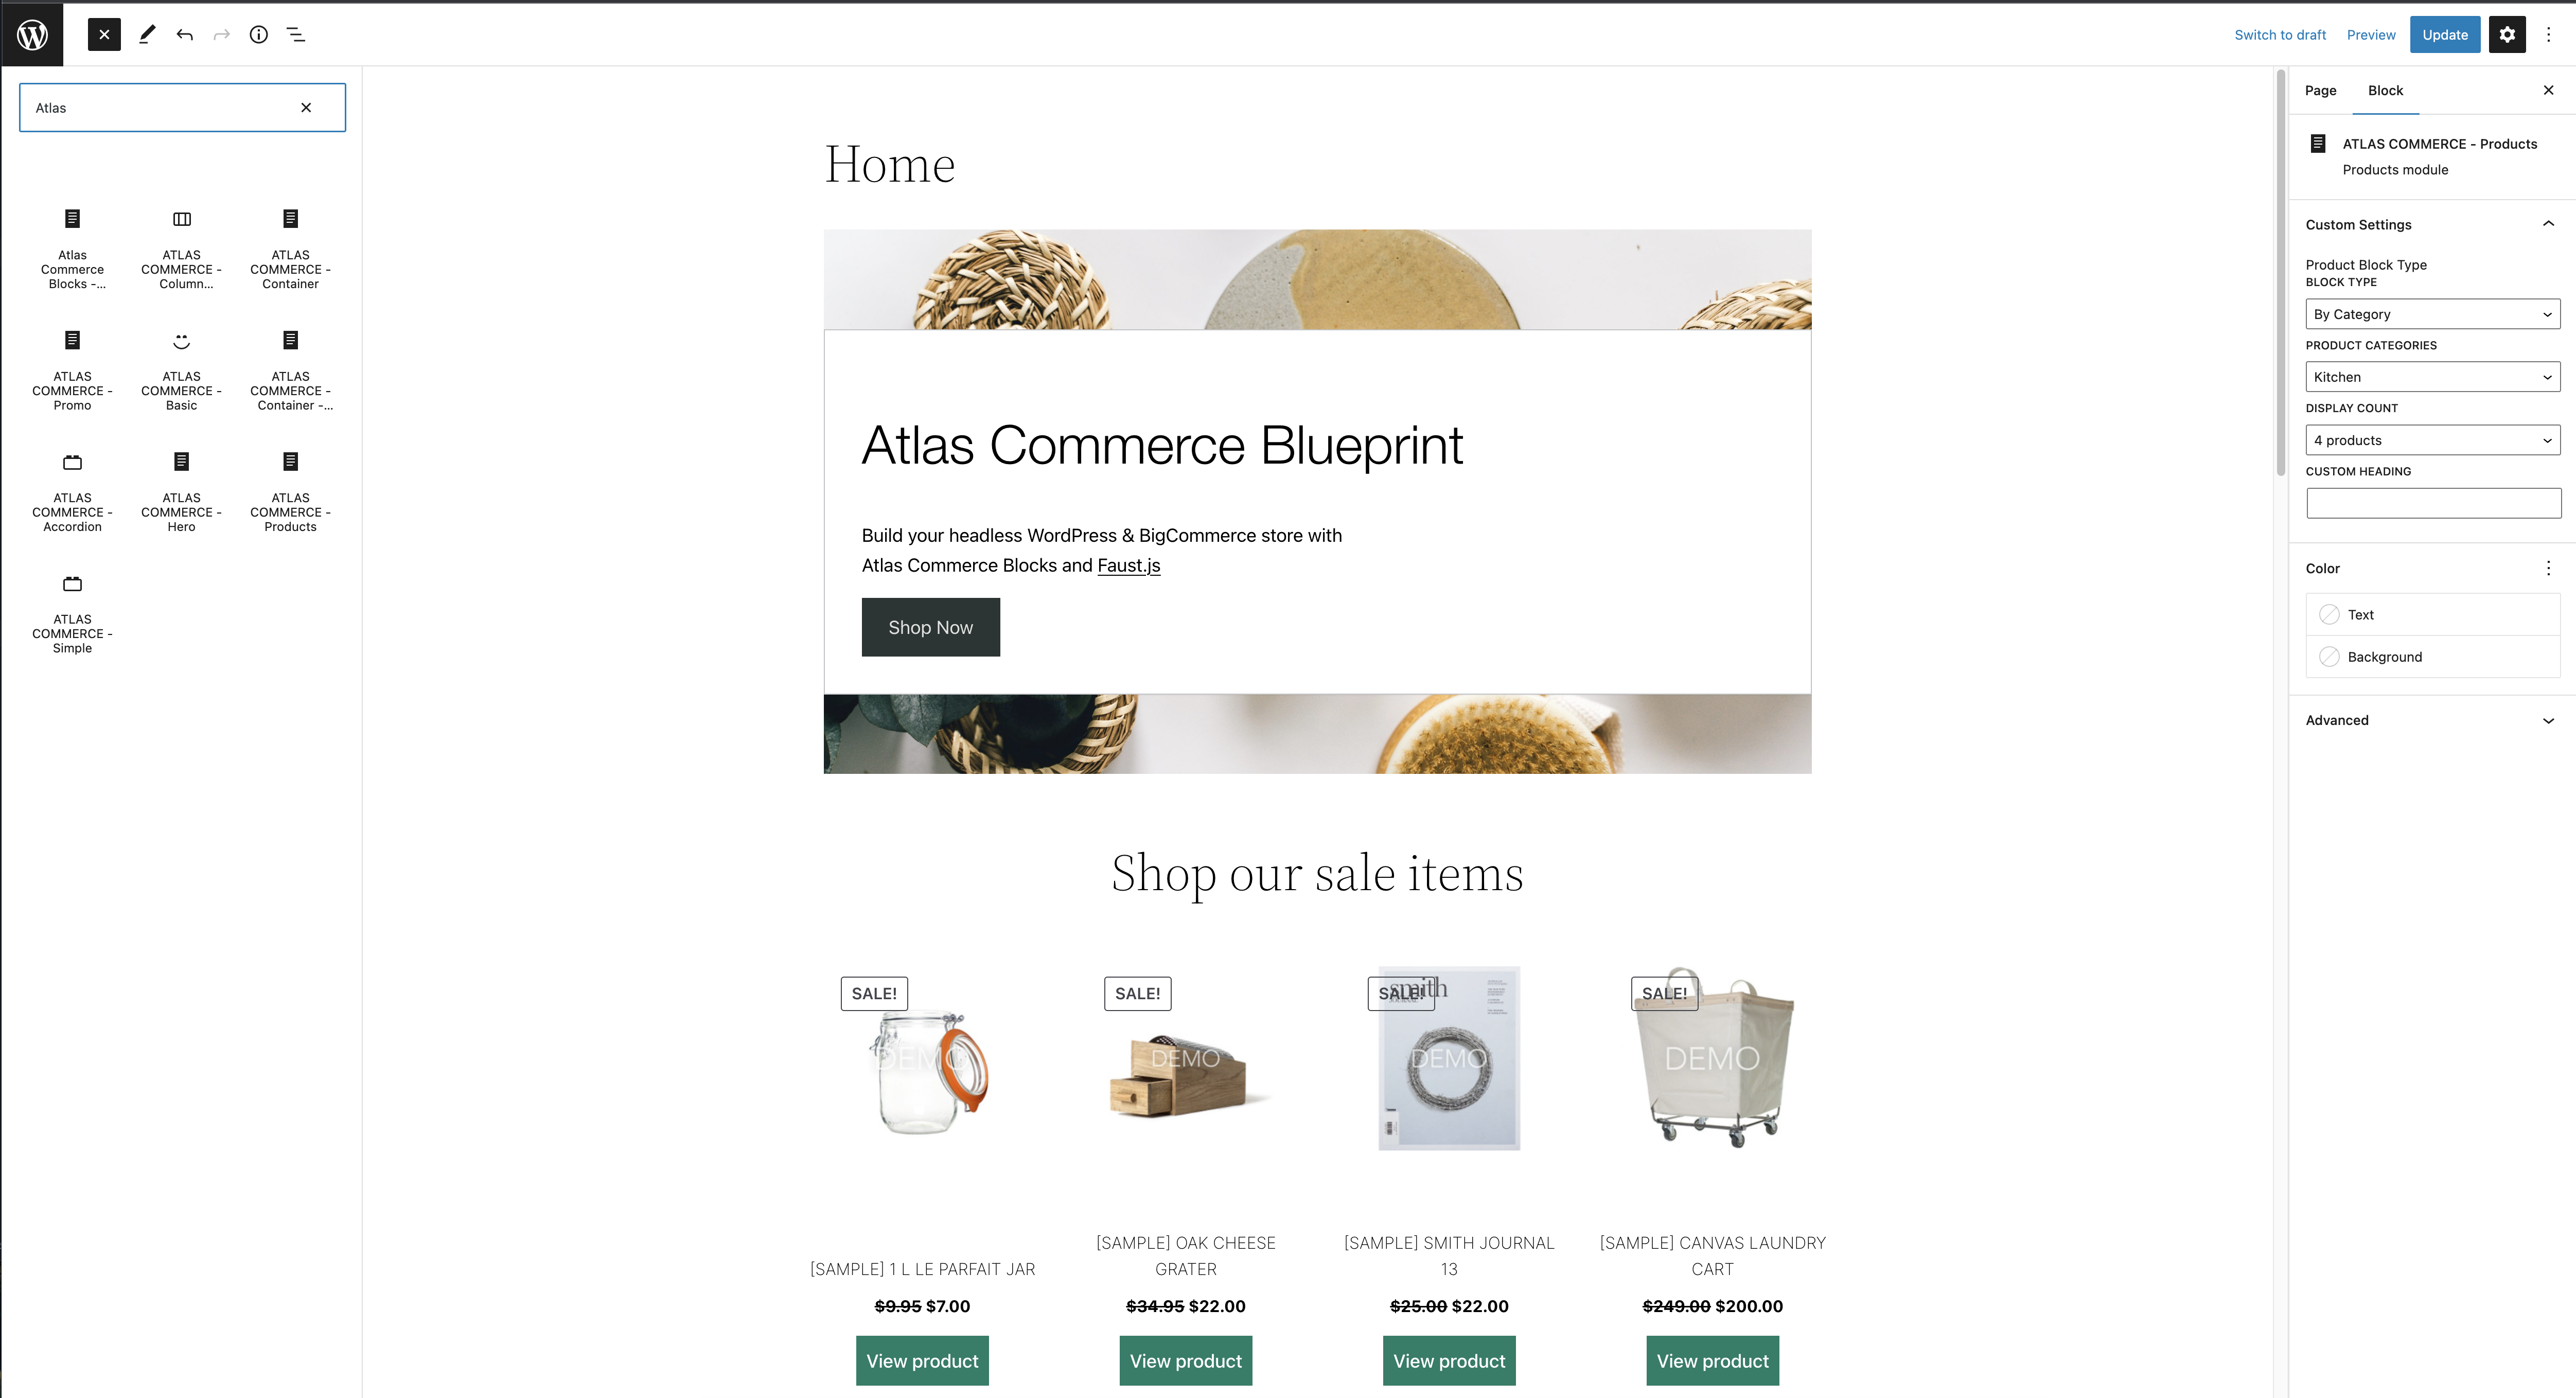 Switch to draft
Preview
Update
Atlas
Atlas
Commerce
Blocks -...
ATLAS
COMMERCE -
Column...
ATLAS
COMMERCE -
Container
ATLAS
COMMERCE -
Promo
ATLAS
COMMERCE -
Basic
ATLAS
COMMERCE -
Container -...
ATLAS
COMMERCE -
Accordion
ATLAS
COMMERCE -
Hero
ATLAS
COMMERCE -
Products
ATLAS
COMMERCE -
Simple
Home
Atlas Commerce Blueprint
Build your headless WordPress & BigCommerce store with
Atlas Commerce Blocks and Faust.js
Shop Now
Shop our sale items
SALE!
DEMO
[SAMPLE] 1 L LE PARFAIT JAR
$9.95 $7.00
View product
SALE!
DEMO
[SAMPLE] OAK CHEESE
GRATER
$34.95 $22.00
View product
SALE!
smith
DEMO
[SAMPLE] SMITH JOURNAL
13
$25.00 $22.00
View product
SALE!
DEMO
[SAMPLE] CANVAS LAUNDRY
CART
$249.00 $200.00
View product
Page
Block
ATLAS COMMERCE - Products
Products module
Custom Settings
Product Block Type
BLOCK TYPE
By Category
PRODUCT CATEGORIES
Kitchen
DISPLAY COUNT
4 products
CUSTOM HEADING
Color
Text
Background
Advanced